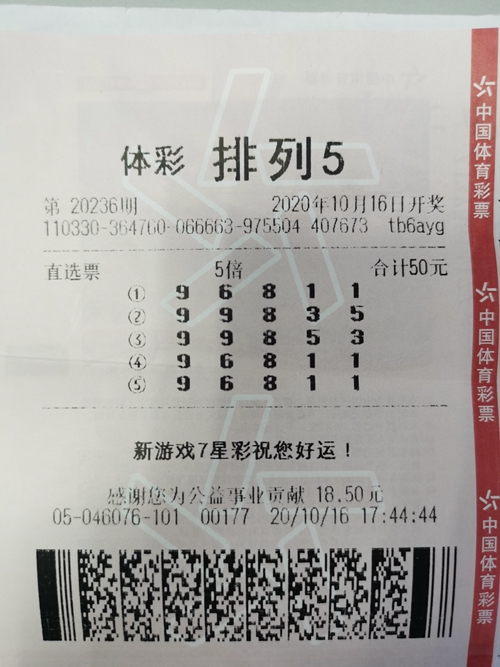 体彩 排列5
第 20236期 2020年10月16日开奖
110330-364760-066663-975504 407673 tb6ayg
直选票 5倍 合计50元
① 9 6 8 1 1
② 9 9 8 3 5
③ 9 9 8 5 3
④ 9 6 8 1 1
⑤ 9 6 8 1 1
新游戏7星彩祝您好运！
感谢您为公益事业贡献 18.50元
05-046076-101 00177 20/10/16 17:44:44
中国体育彩票
中国体育彩票
中国体育彩票